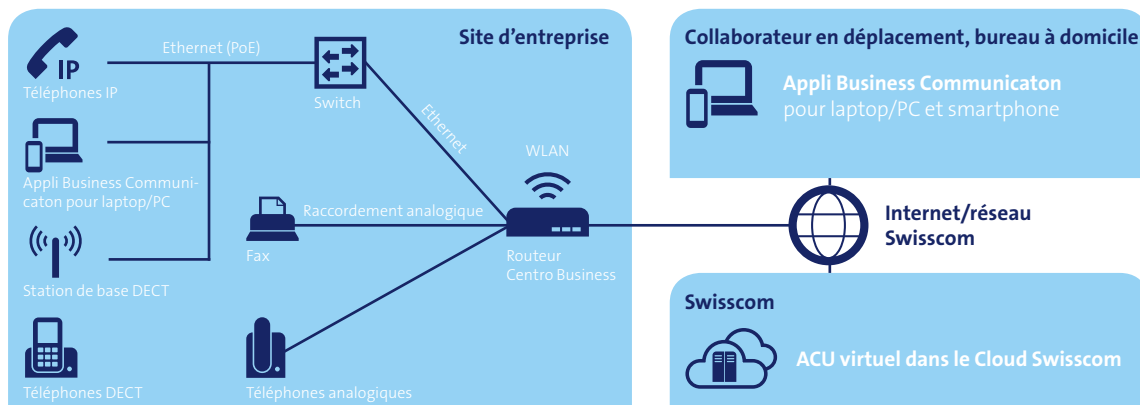 Site d’entreprise
Ethernet (PoE)
IP
Téléphones IP
Switch
Ethernet
WLAN
Appli Business Communi-
caton pour laptop/PC
Raccordement analogique
Fax
Routeur
Centro Business
Station de base DECT
Téléphones DECT
Téléphones analogiques
Collaborateur en déplacement, bureau à domicile
Appli Business Communicaton
pour laptop/PC et smartphone
Internet/réseau
Swisscom
Swisscom
ACU virtuel dans le Cloud Swisscom